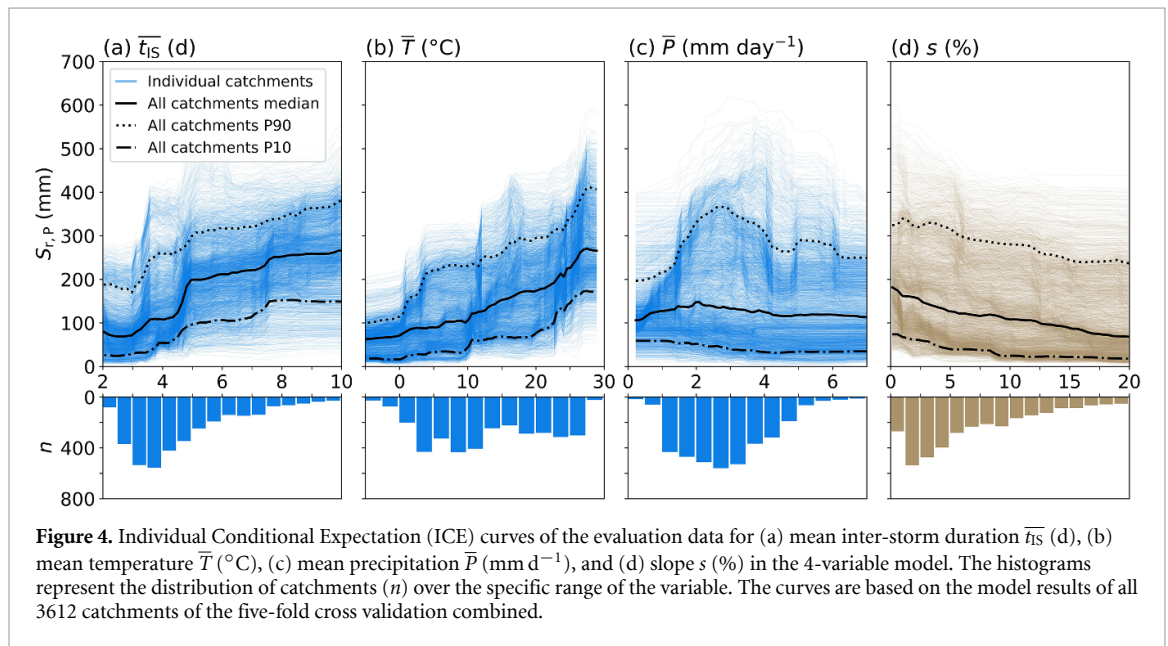 (a) t̅I̅S̅ (d)
(b) T̅ (°C)
(c) P̅ (mm day⁻¹)
(d) s (%)
Individual catchments
All catchments median
All catchments P90
All catchments P10
Sr, P (mm)
700
600
500
400
300
200
100
0
2 4 6 8 10
0 10 20 30
0 2 4 6
0 5 10 15 20
n
0
400
800
Figure 4. Individual Conditional Expectation (ICE) curves of the evaluation data for (a) mean inter-storm duration t̅I̅S̅ (d), (b)
mean temperature T̅ (°C), (c) mean precipitation P̅ (mm d⁻¹), and (d) slope s (%) in the 4-variable model. The histograms
represent the distribution of catchments (n) over the specific range of the variable. The curves are based on the model results of all
3612 catchments of the five-fold cross validation combined.